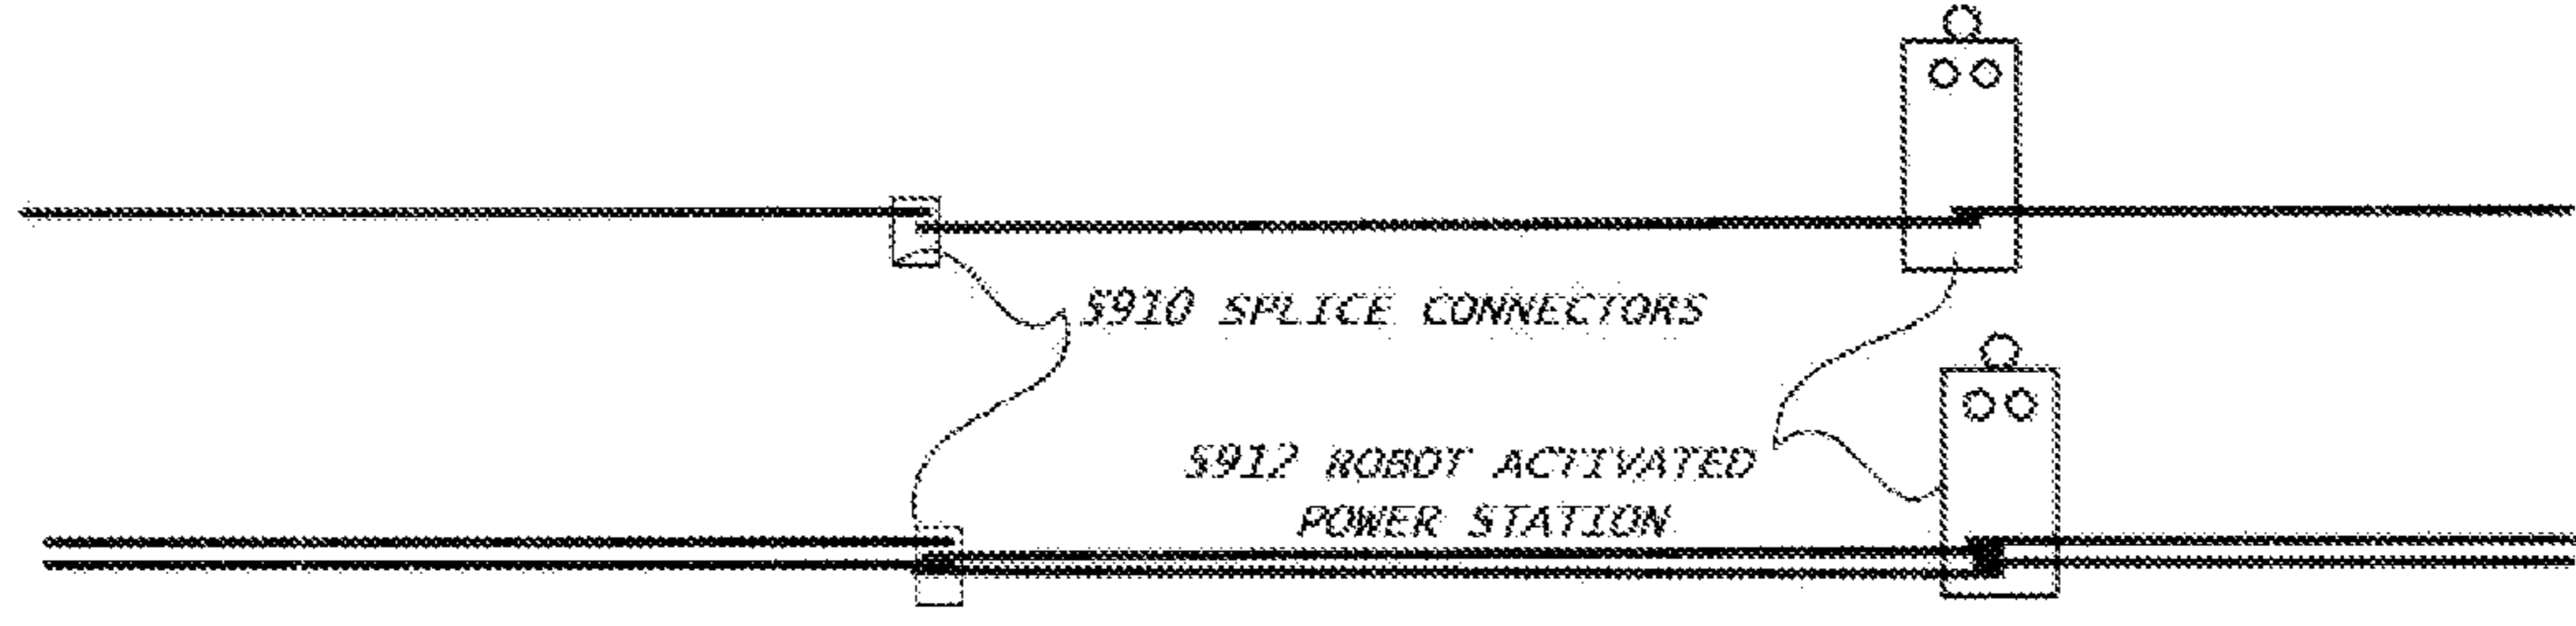 S910 SPLICE CONNECTORS
S912 ROBOT ACTIVATED
POWER STATION